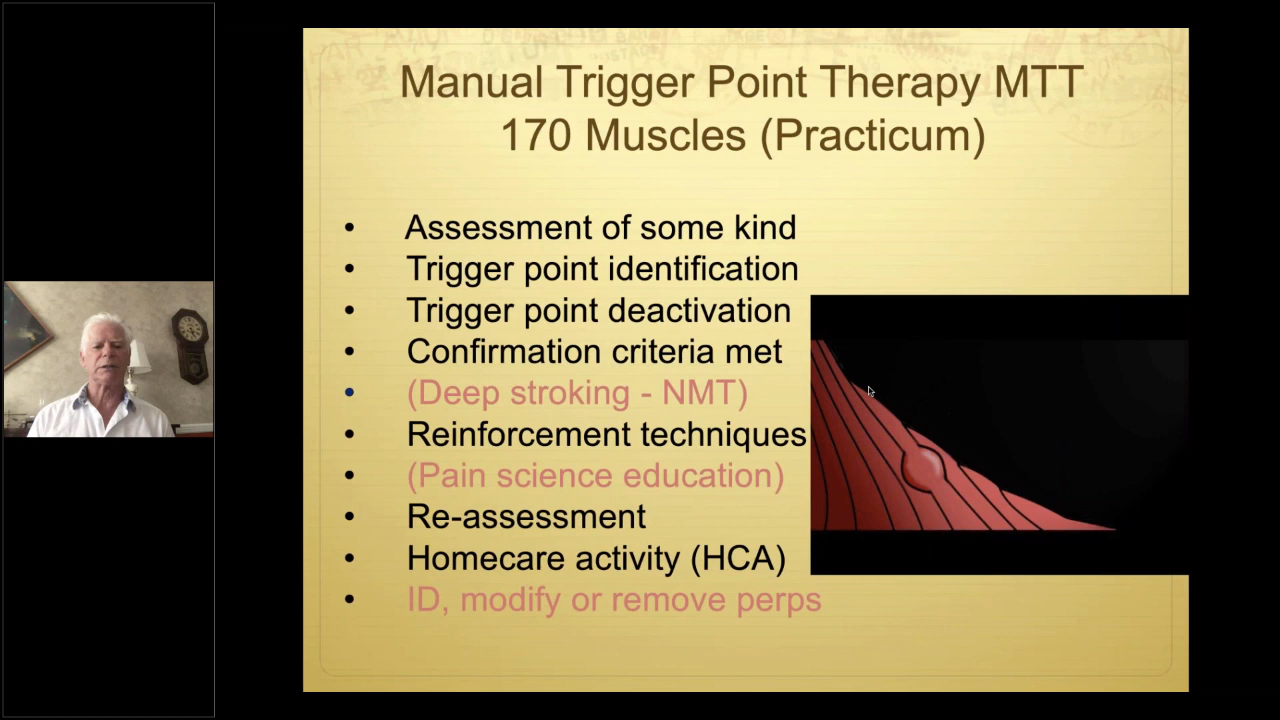 Manual Trigger Point Therapy MTT
170 Muscles (Practicum)
• Assessment of some kind
• Trigger point identification
• Trigger point deactivation
• Confirmation criteria met
• (Deep stroking - NMT)
• Reinforcement techniques
• (Pain science education)
• Re-assessment
• Homecare activity (HCA)
• ID, modify or remove perps